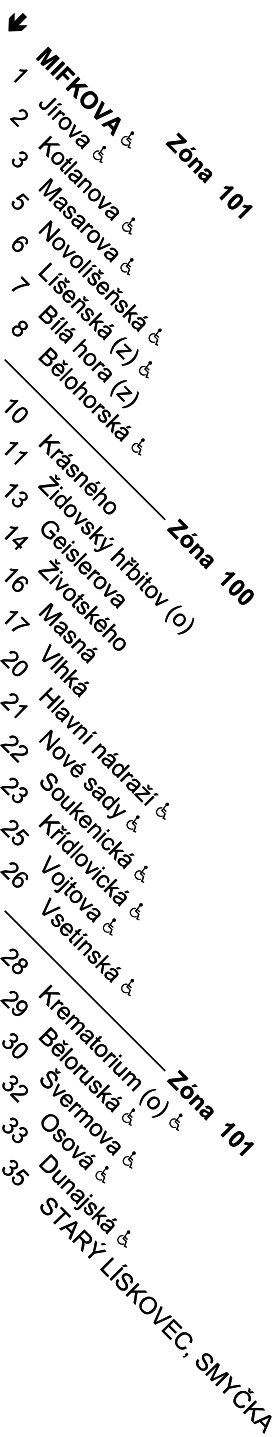 MIFKOVA ♿ Zóna 101
1 Jírova ♿
2 Kotlanova ♿
3 Masarova ♿
5 Novolíšeňská ♿
6 Líšeňská (z) ♿
7 Bílá hora (z)
8 Bělohorská ♿
Zóna 100
10 Krásného
11 Židovský hřbitov (o)
13 Geislerova
14 Životského
16 Masná
17 Vlhká
20 Hlavní nádraží ♿
21 Nové sady ♿
22 Soukenická ♿
23 Křídlovická ♿
25 Vojtova ♿
26 Vsetínská ♿
Zóna 101
28 Krematorium (o) ♿
29 Běloruská ♿
30 Švermova ♿
32 Osová ♿
33 Dunajská ♿
35 STARÝ LÍSKOVEC, SMYČKA